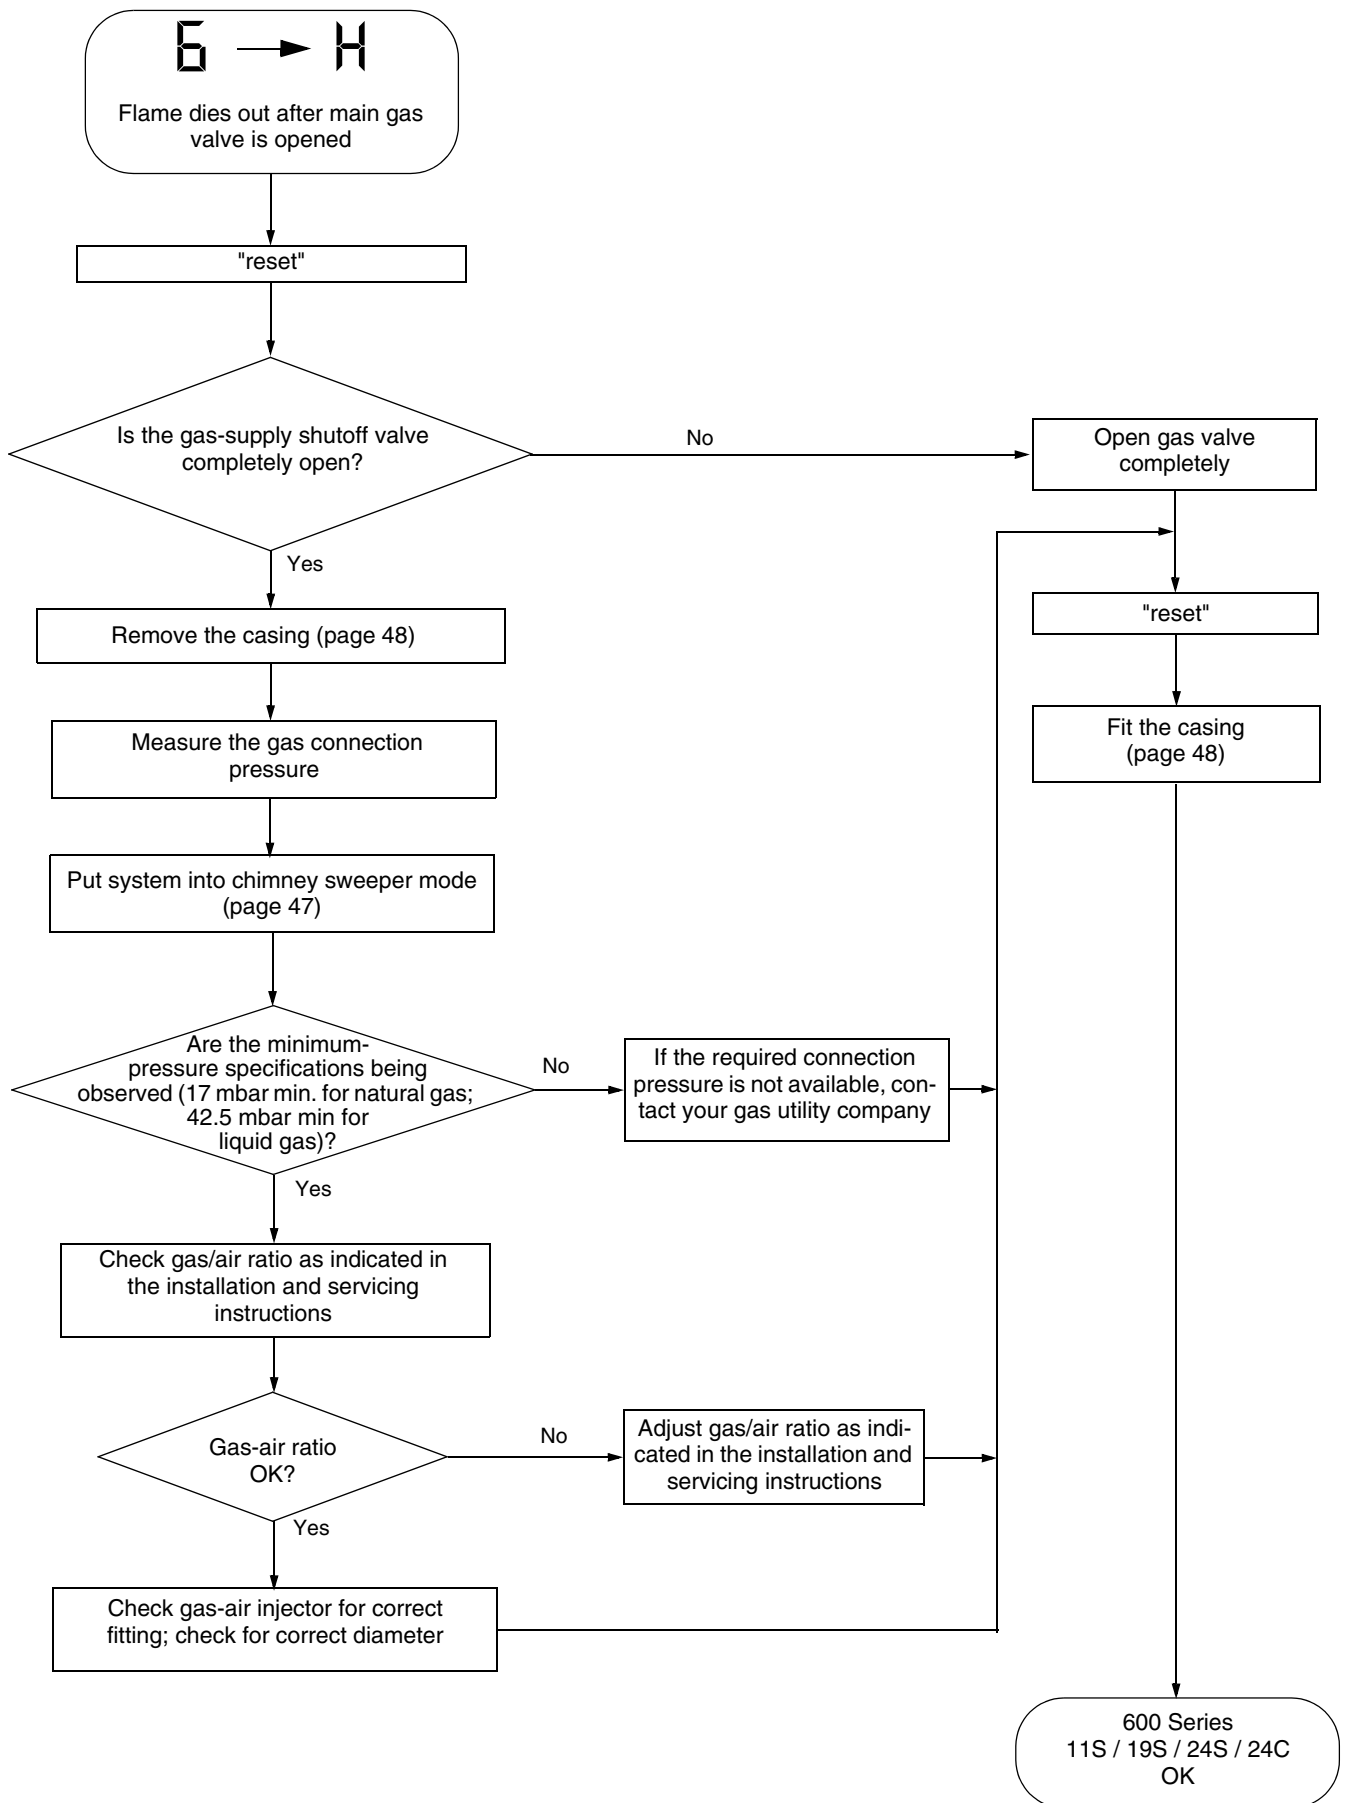 6 → H
Flame dies out after main gas
valve is opened
"reset"
Is the gas-supply shutoff valve
completely open?
No
Open gas valve
completely
Yes
"reset"
Remove the casing (page 48)
Fit the casing
(page 48)
Measure the gas connection
pressure
Put system into chimney sweeper mode
(page 47)
Are the minimum-
pressure specifications being
observed (17 mbar min. for natural gas;
42.5 mbar min for
liquid gas)?
No
If the required connection
pressure is not available, con-
tact your gas utility company
Yes
Check gas/air ratio as indicated in
the installation and servicing
instructions
Gas-air ratio
OK?
No
Adjust gas/air ratio as indi-
cated in the installation and
servicing instructions
Yes
Check gas-air injector for correct
fitting; check for correct diameter
600 Series
11S / 19S / 24S / 24C
OK